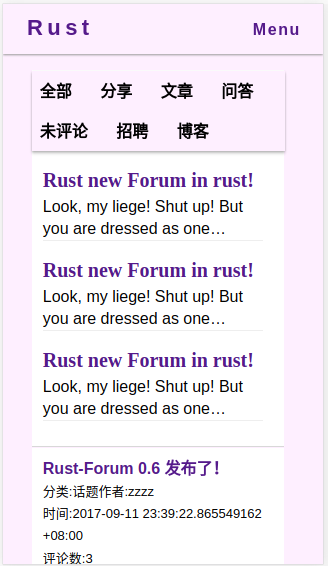 Rust Menu
全部 分享 文章 问答
未评论 招聘 博客
Rust new Forum in rust!
Look, my liege! Shut up! But
you are dressed as one…
Rust new Forum in rust!
Look, my liege! Shut up! But
you are dressed as one…
Rust new Forum in rust!
Look, my liege! Shut up! But
you are dressed as one…
Rust-Forum 0.6 发布了!
分类:话题作者:zzzz
时间:2017-09-11 23:39:22.865549162
+08:00
评论数:3